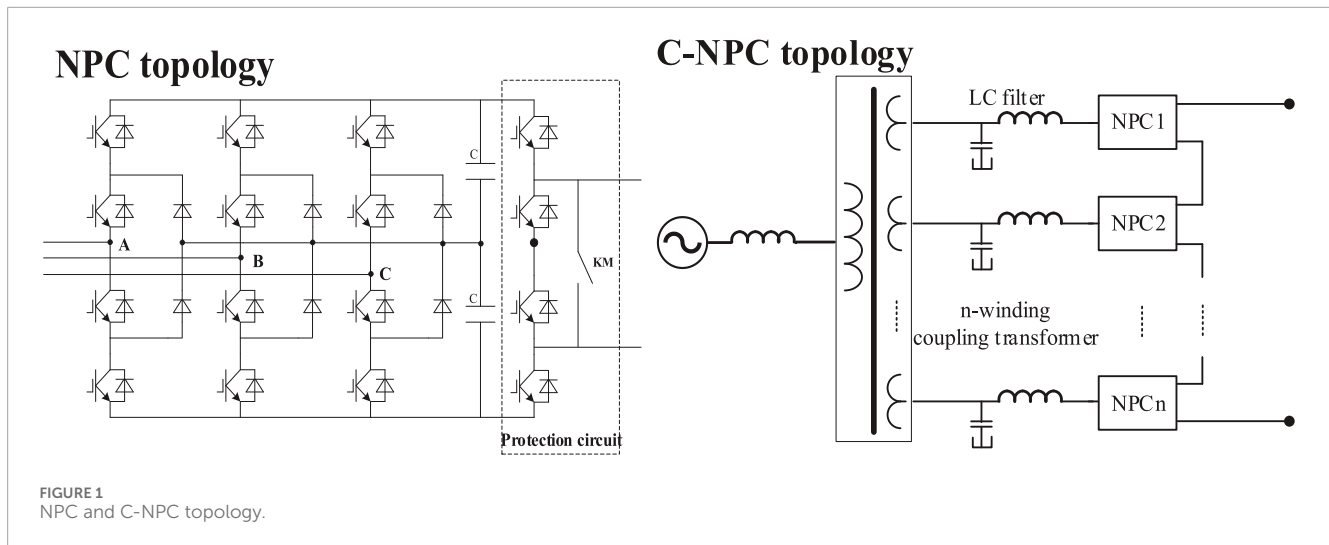 NPC topology
A
B
C
C
C
KM
Protection circuit
C-NPC topology
LC filter
NPC1
NPC2
n-winding
coupling transformer
NPCn
FIGURE 1
NPC and C-NPC topology.